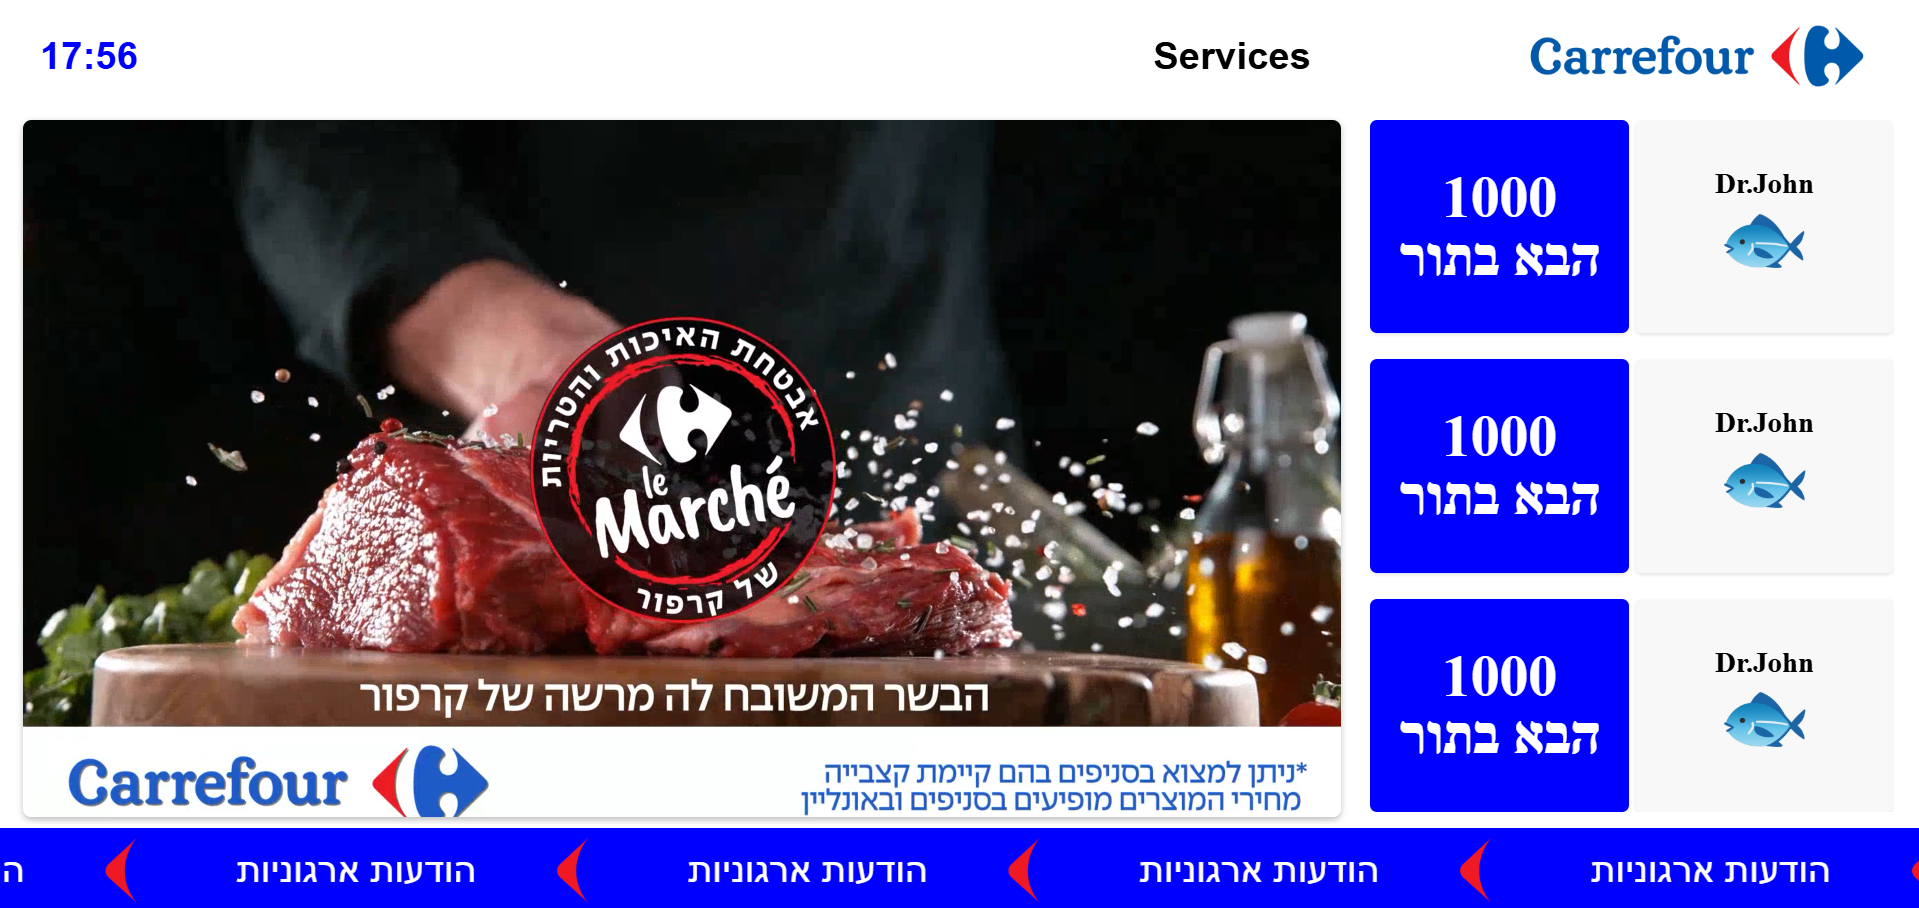 17:56
Services
Carrefour
אבטחת האיכות והטריות
le
Marché
של קרפור
הבשר המשובח לה מרשה של קרפור
Carrefour
*ניתן למצוא בסניפים בהם קיימת קצבייה
מחירי המוצרים מופיעים בסניפים ובאונליין
1000
הבא בתור
Dr.John
1000
הבא בתור
Dr.John
1000
הבא בתור
Dr.John
הודעות ארגוניות
הודעות ארגוניות
הודעות ארגוניות
הודעות ארגוניות
ה